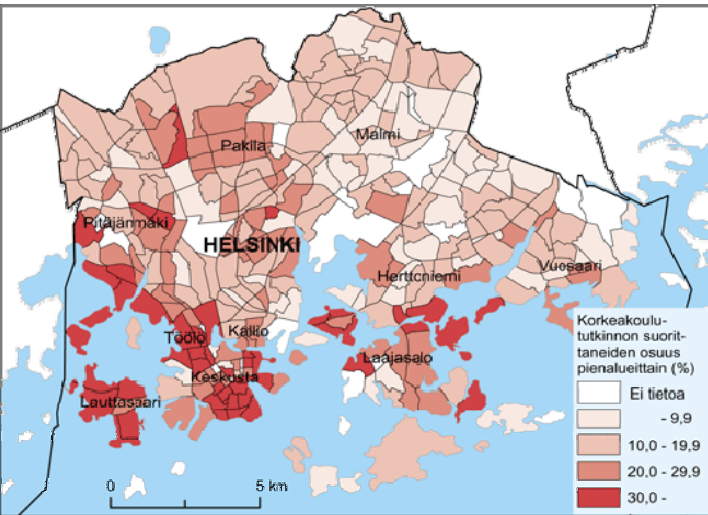 Pakila
Malmi
Pitäjänmäki
HELSINKI
Herttoniemi
Vuosaari
Töölö
Kallio
Laajasalo
Keskusta
Lauttasaari
0 5 km
Korkeakoulu-
tutkinnon suorit-
taneiden osuus
pienalueittain (%)
Ei tietoa
- 9,9
10,0 - 19,9
20,0 - 29,9
30,0 -